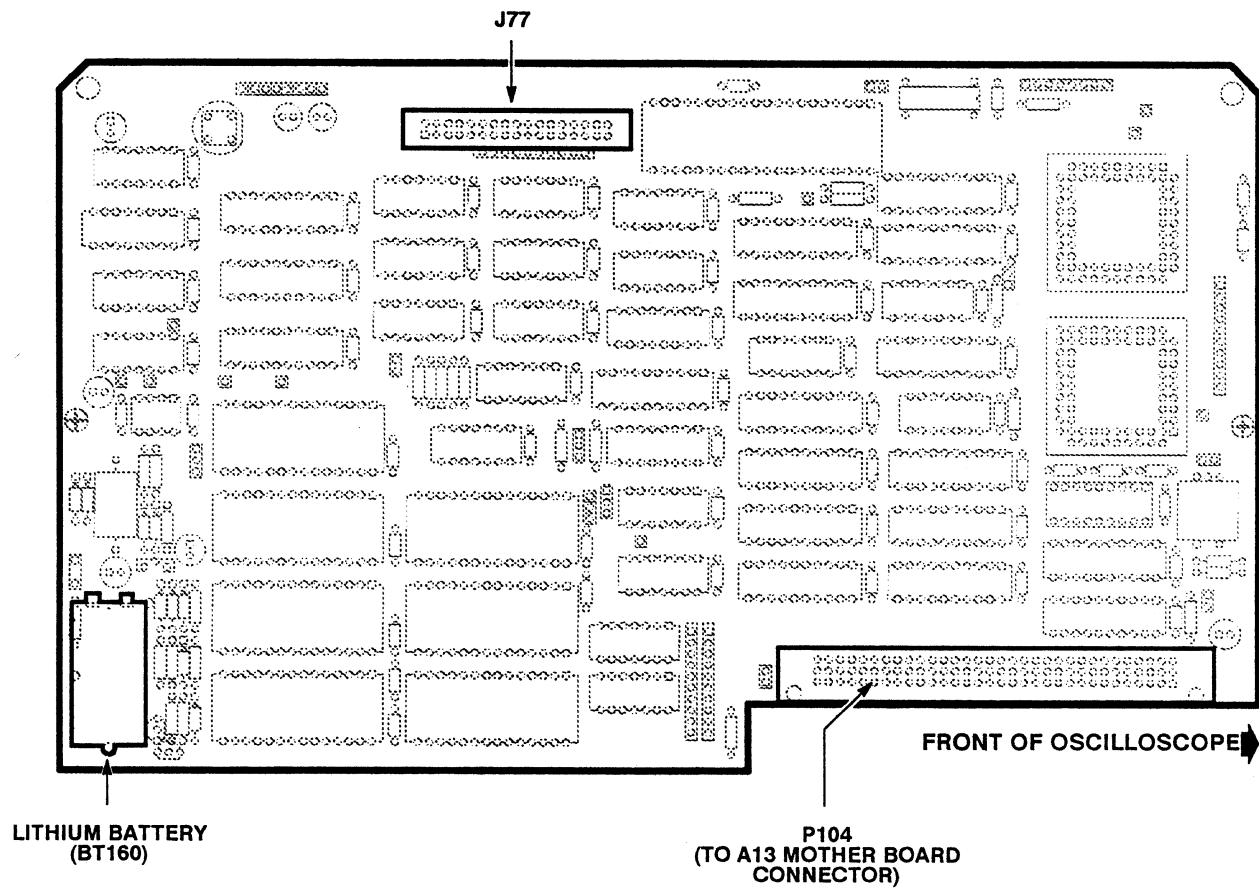 J77
FRONT OF OSCILLOSCOPE
LITHIUM BATTERY
(BT160)
P104
(TO A13 MOTHER BOARD
CONNECTOR)